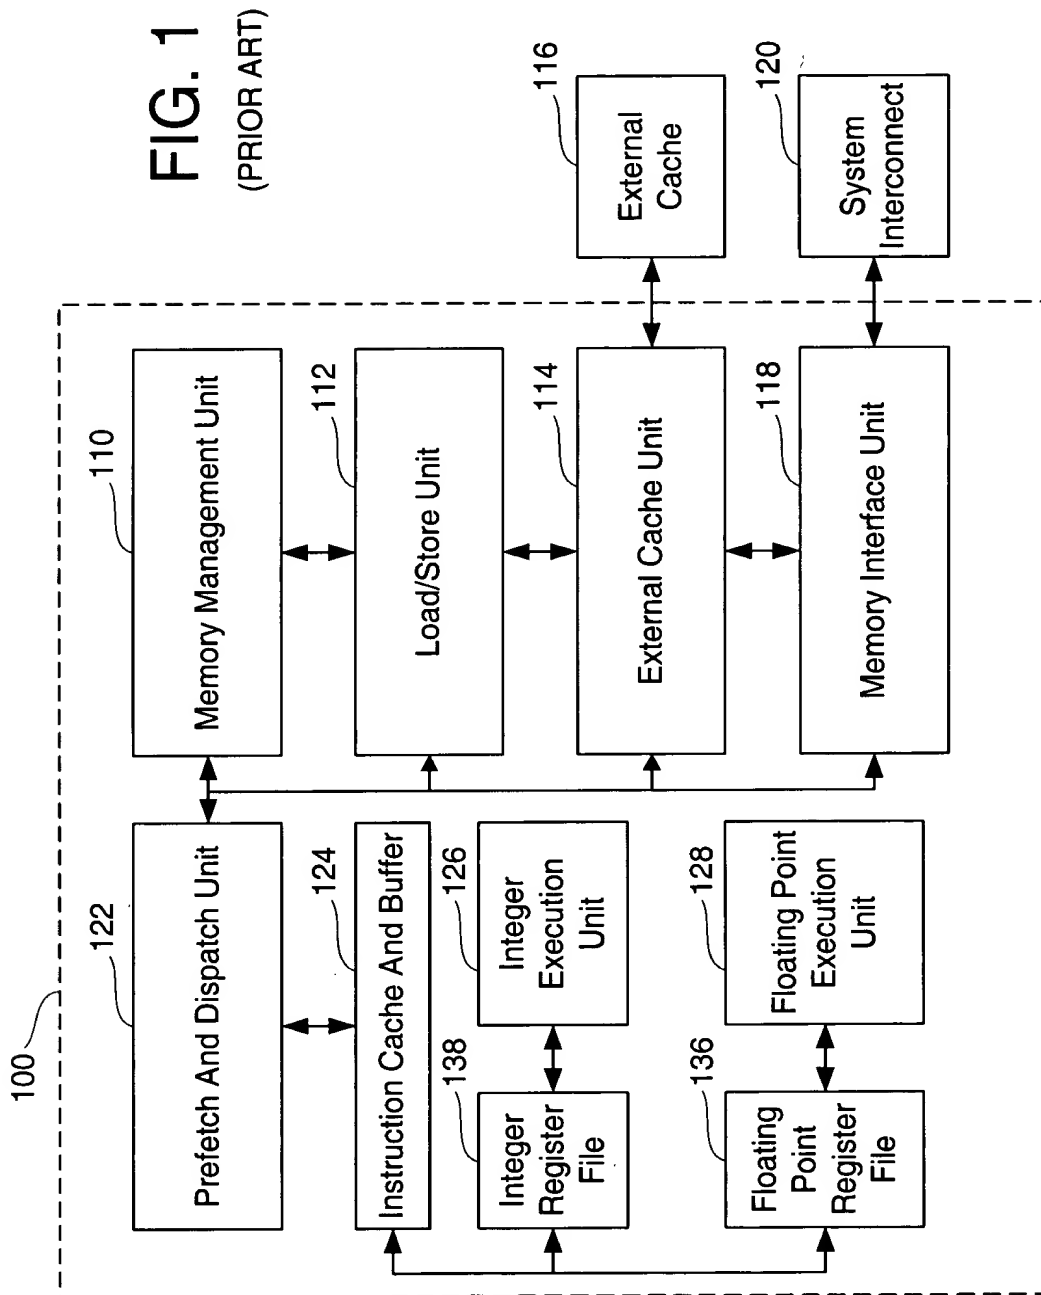 FIG. 1
(PRIOR ART)
100
122
Prefetch And Dispatch Unit
110
Memory Management Unit
124
Instruction Cache And Buffer
112
Load/Store Unit
138
Integer
Register
File
126
Integer
Execution
Unit
114
External Cache Unit
116
External
Cache
136
Floating
Point
Register
File
128
Floating Point
Execution
Unit
118
Memory Interface Unit
120
System
Interconnect